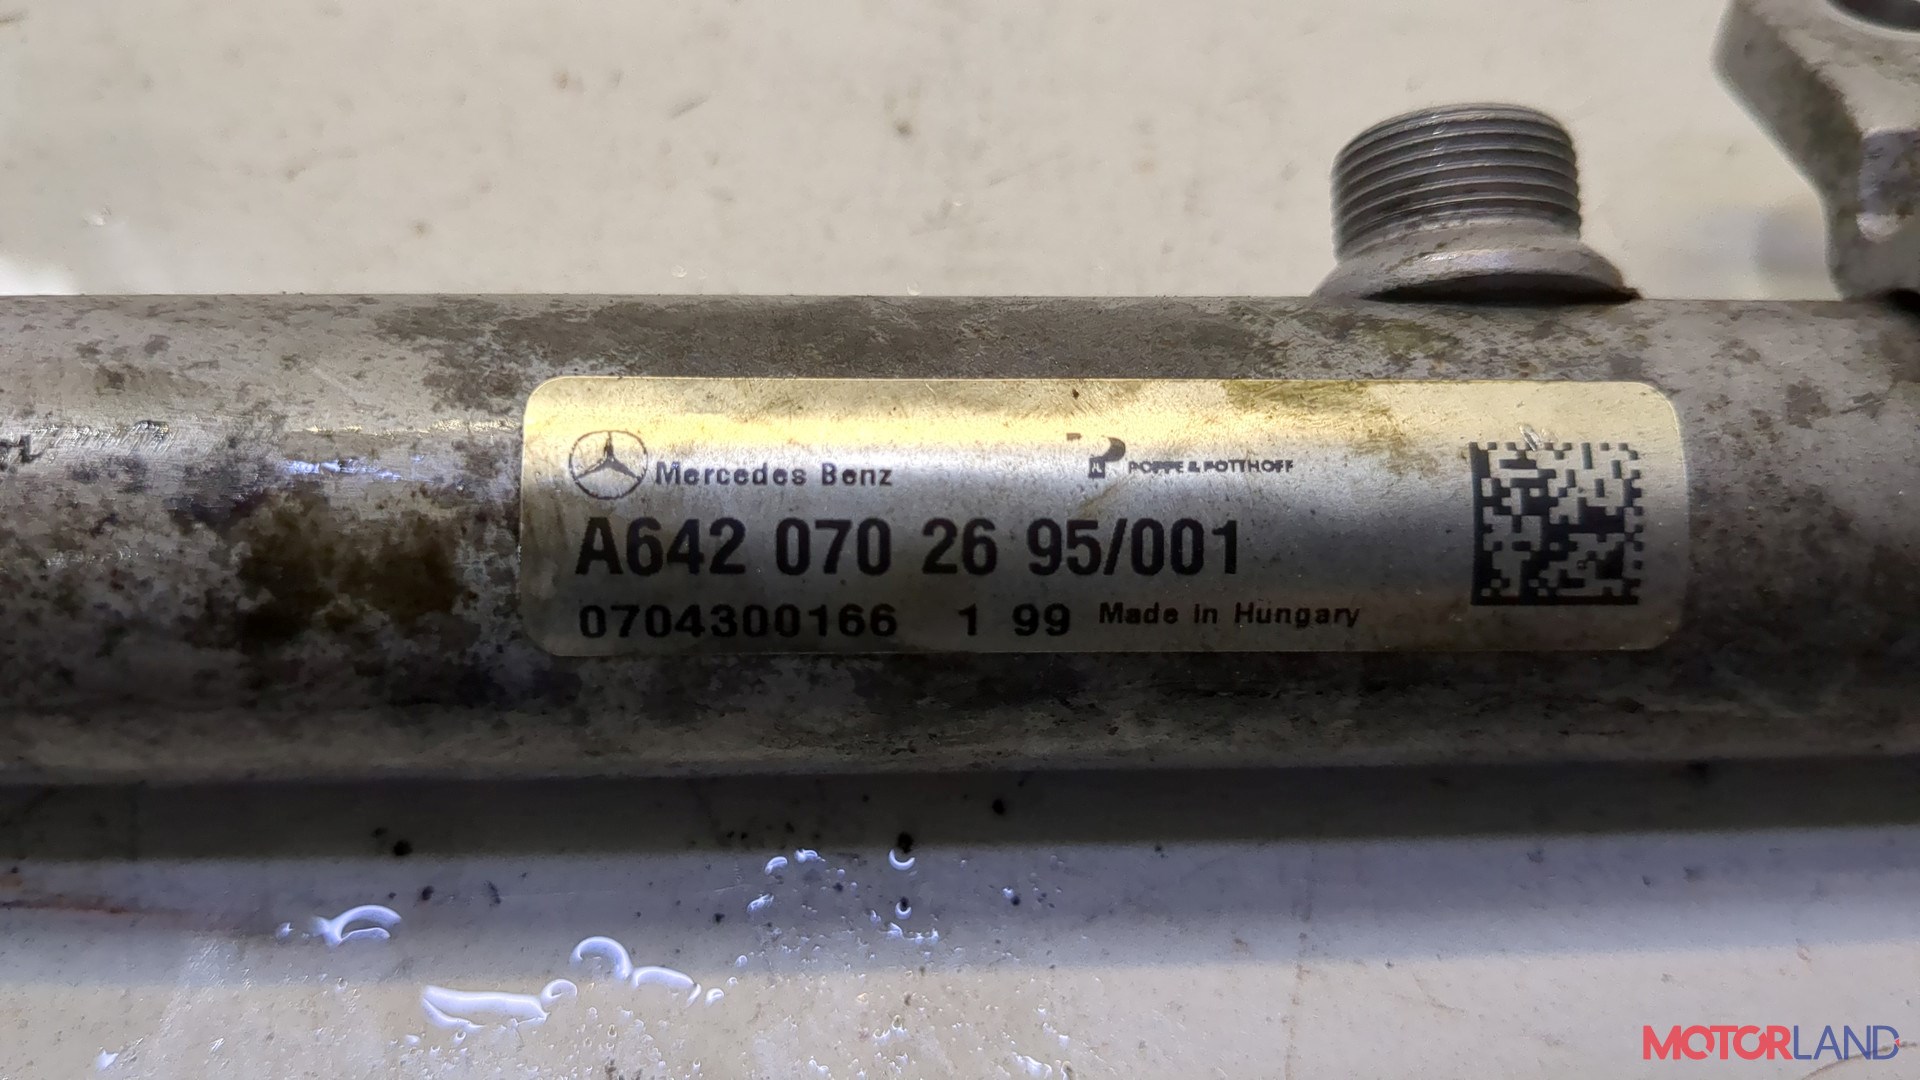 Mercedes Benz
POPPE & POTTHOFF
A642 070 26 95/001
0704300166 1 99 Made in Hungary
MOTORLAND